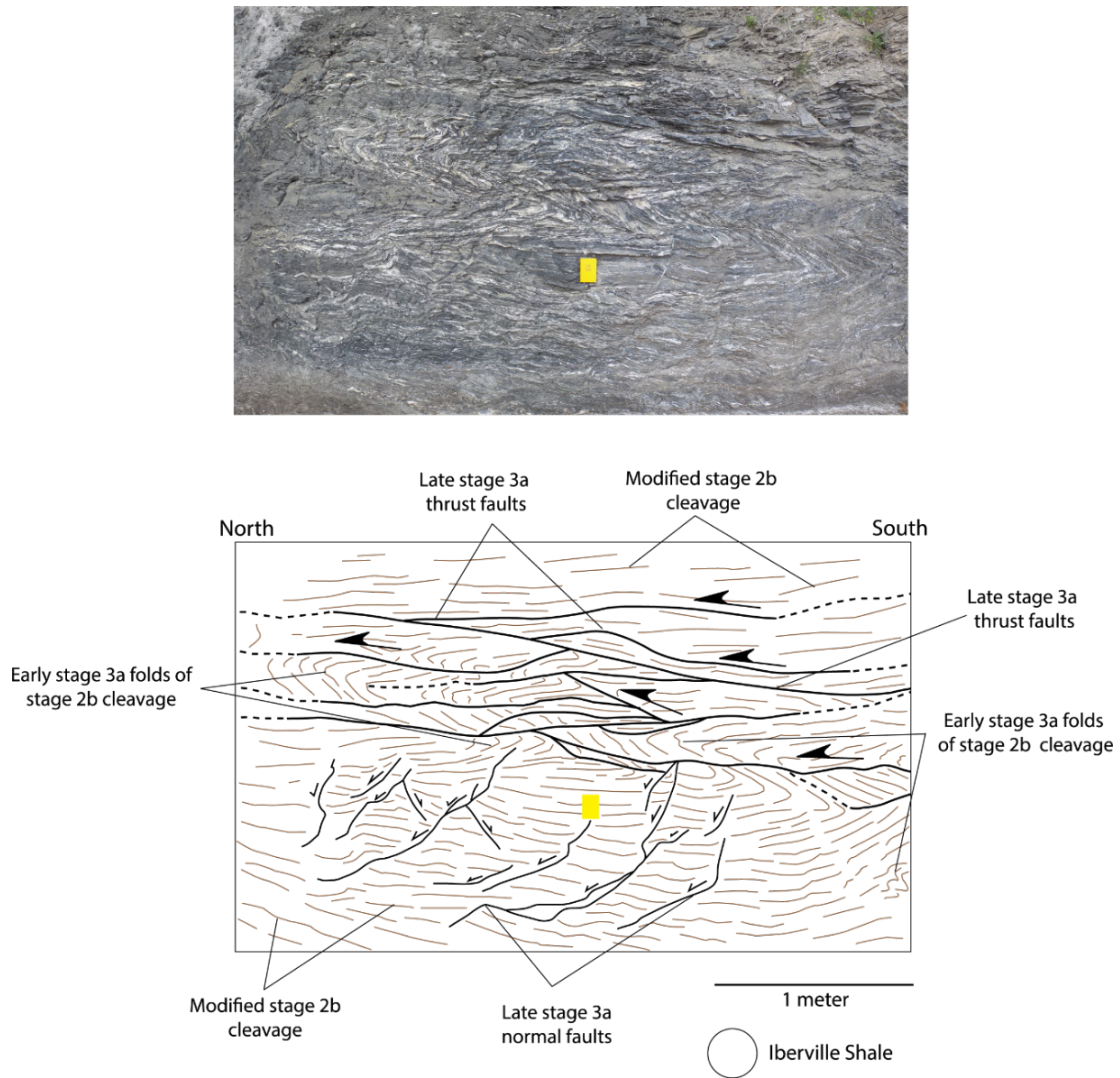 Late stage 3a
thrust faults
Modified stage 2b
cleavage
North
South
Late stage 3a
thrust faults
Early stage 3a folds of
stage 2b cleavage
Early stage 3a folds
of stage 2b cleavage
Modified stage 2b
cleavage
Late stage 3a
normal faults
1 meter
Iberville Shale